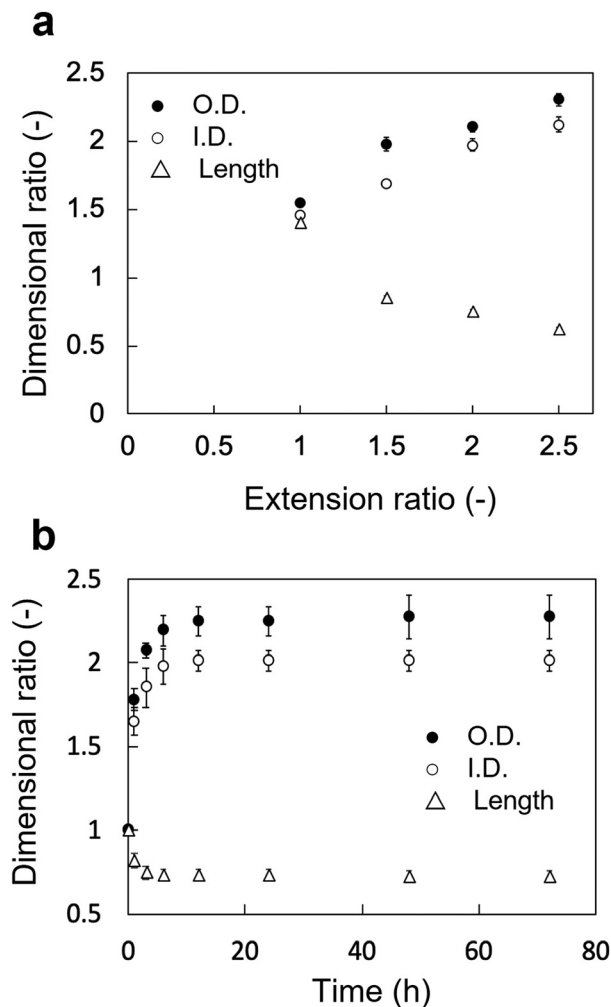 a
Dimensional ratio (-)
2.5
2
1.5
1
0.5
0
O.D.
I.D.
Length
0
0.5
1
1.5
2
2.5
Extension ratio (-)
b
Dimensional ratio (-)
2.5
2
1.5
1
0.5
O.D.
I.D.
Length
0
20
40
60
80
Time (h)